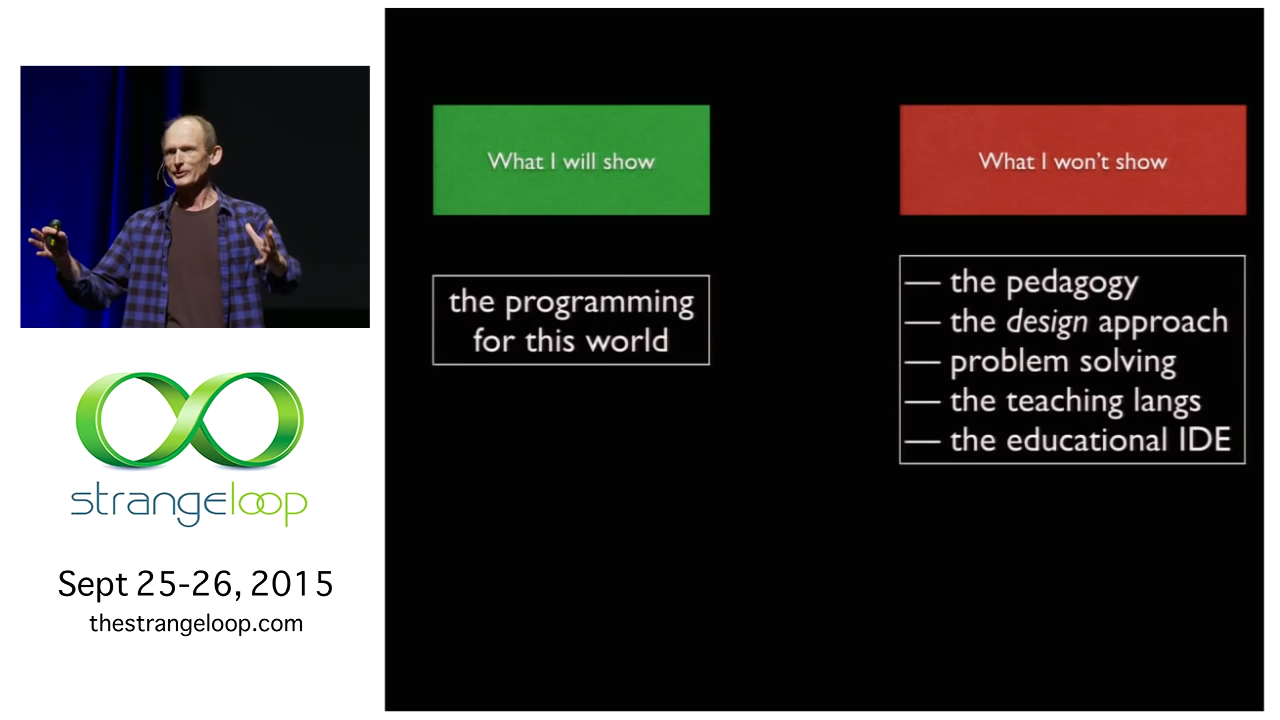 strangeloop
Sept 25-26, 2015
thestrangeloop.com
What I will show
the programming
for this world
What I won't show
— the pedagogy
— the design approach
— problem solving
— the teaching langs
— the educational IDE